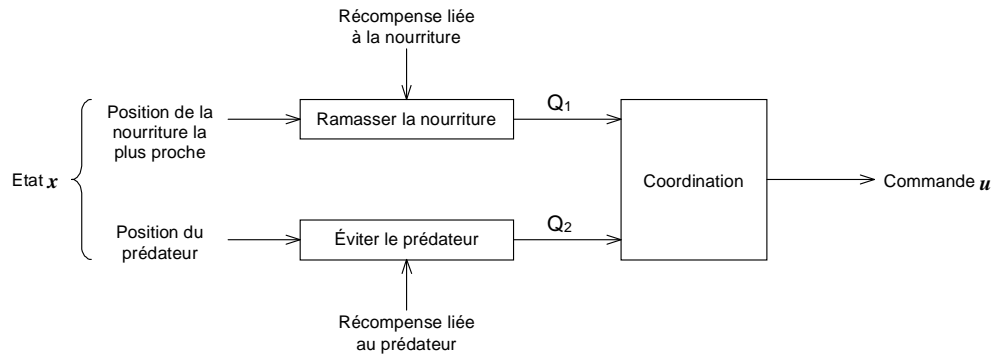 Récompense liée
à la nourriture
Position de la
nourriture la
plus proche
Ramasser la nourriture
Q1
Etat x
Coordination
Commande u
Position du
prédateur
Éviter le prédateur
Q2
Récompense liée
au prédateur